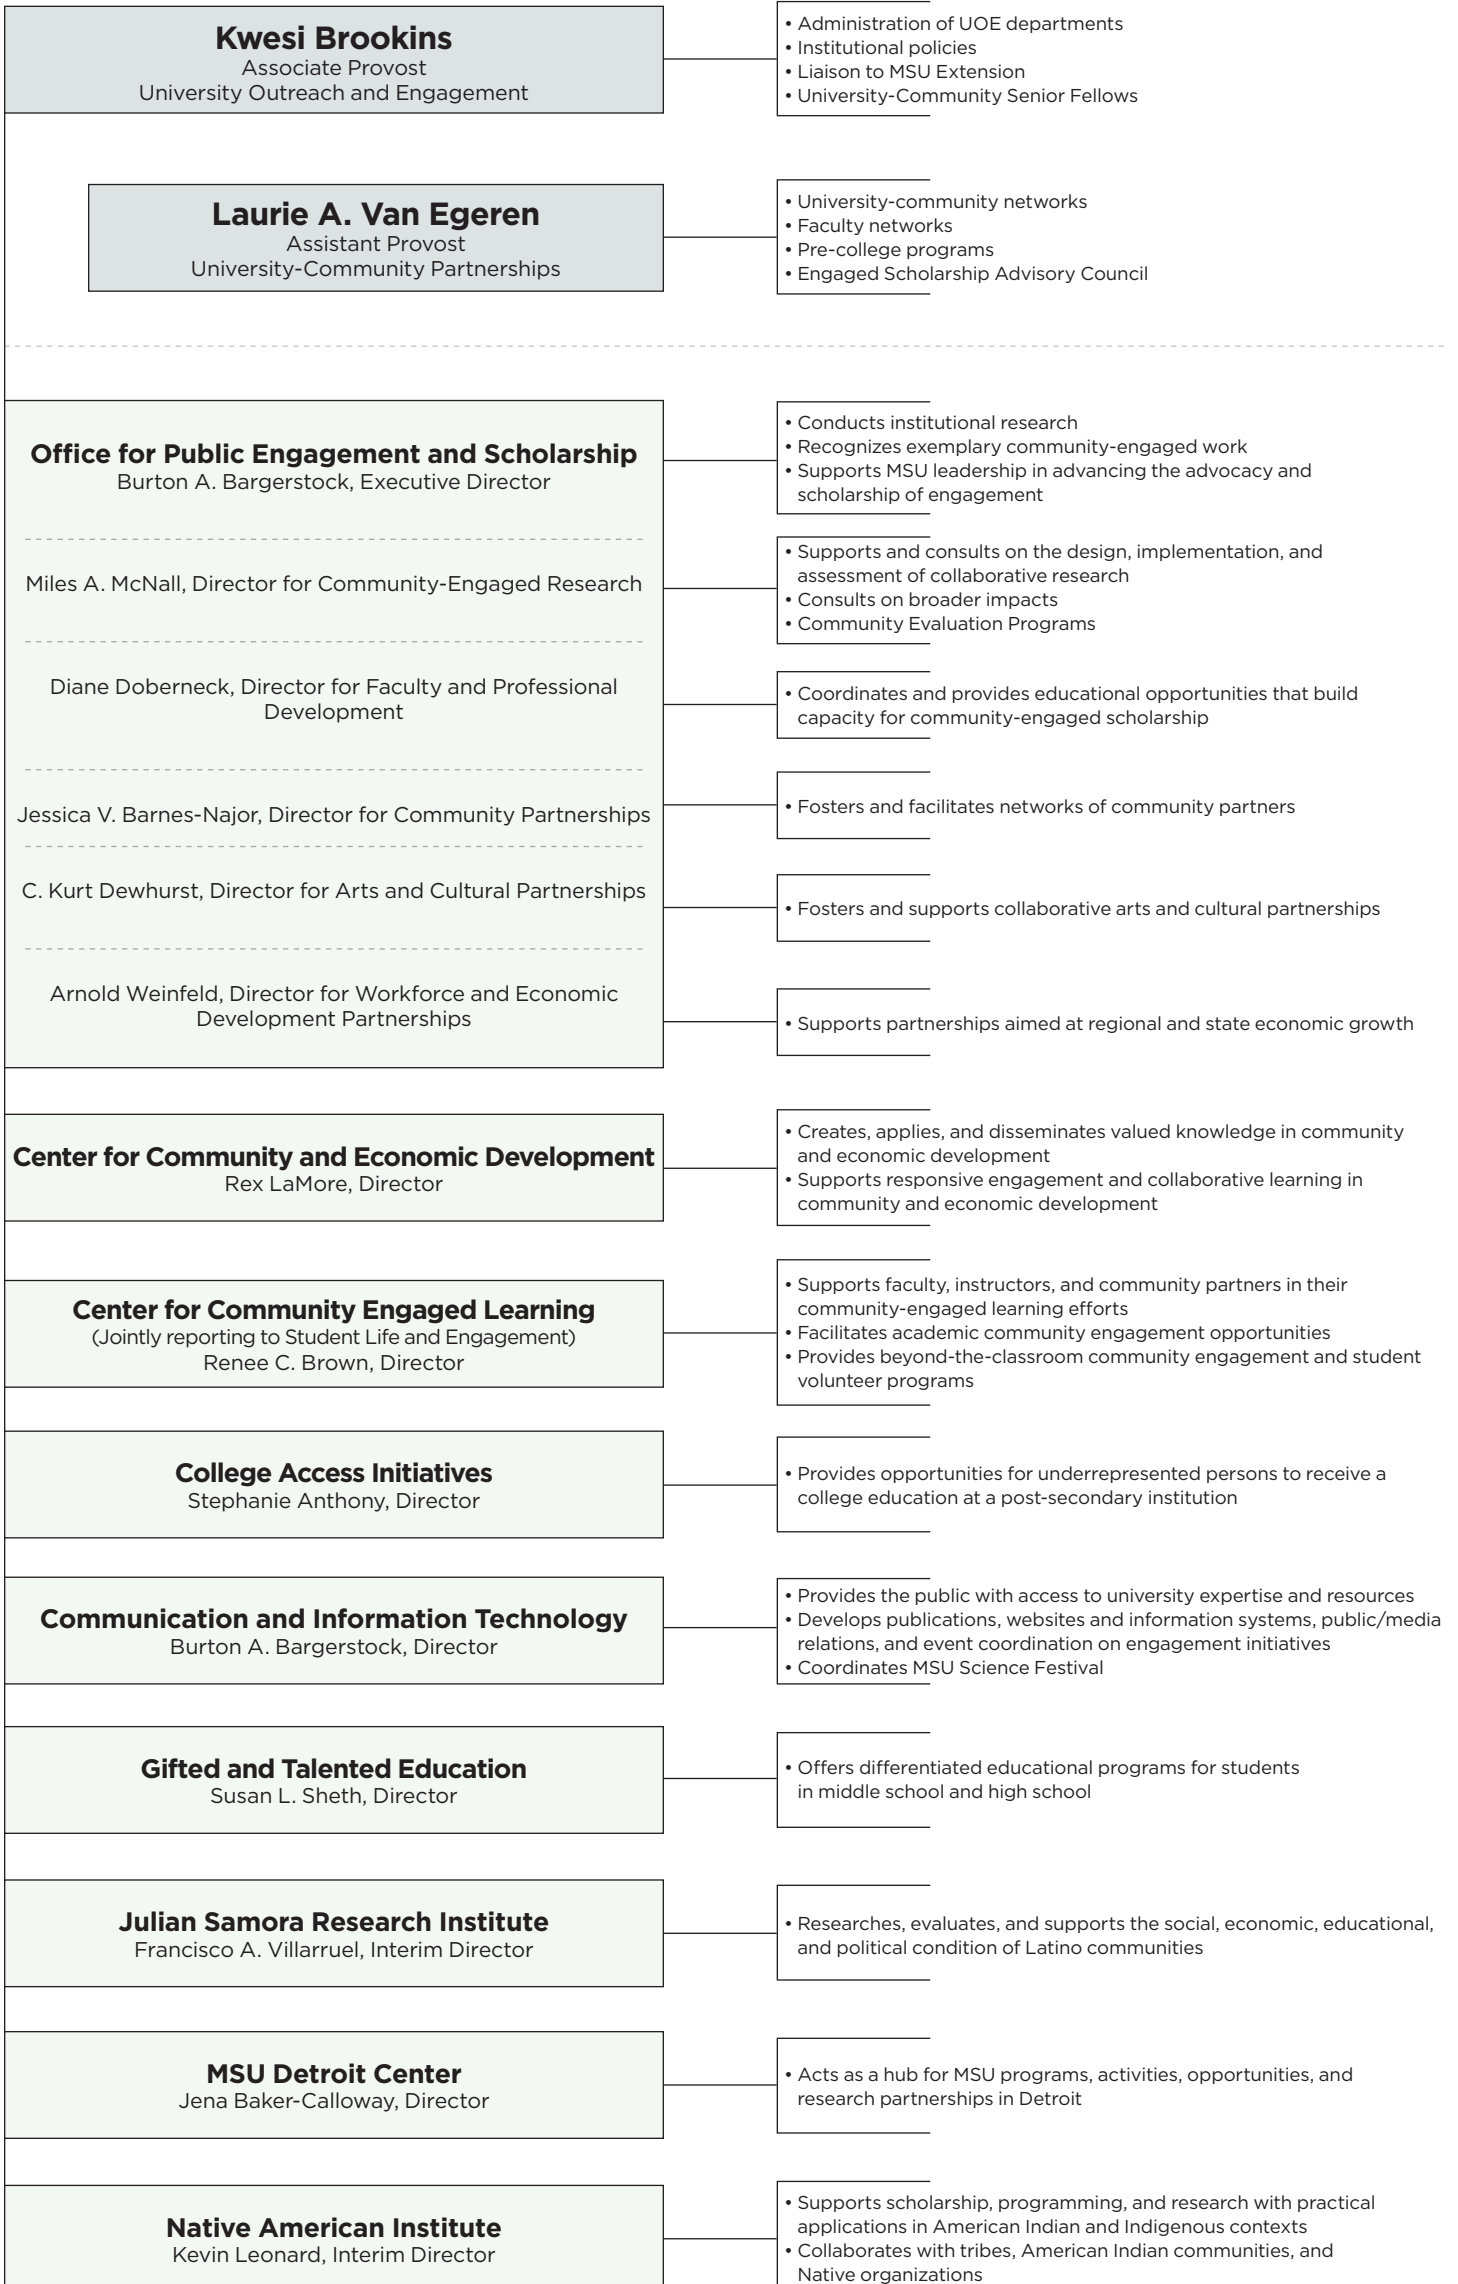 Kwesi Brookins
Associate Provost
University Outreach and Engagement
• Administration of UOE departments
• Institutional policies
• Liaison to MSU Extension
• University-Community Senior Fellows
Laurie A. Van Egeren
Assistant Provost
University-Community Partnerships
• University-community networks
• Faculty networks
• Pre-college programs
• Engaged Scholarship Advisory Council
Office for Public Engagement and Scholarship
Burton A. Bargerstock, Executive Director
• Conducts institutional research
• Recognizes exemplary community-engaged work
• Supports MSU leadership in advancing the advocacy and
scholarship of engagement
Miles A. McNall, Director for Community-Engaged Research
• Supports and consults on the design, implementation, and
assessment of collaborative research
• Consults on broader impacts
• Community Evaluation Programs
Diane Doberneck, Director for Faculty and Professional
Development
• Coordinates and provides educational opportunities that build
capacity for community-engaged scholarship
Jessica V. Barnes-Najor, Director for Community Partnerships
• Fosters and facilitates networks of community partners
C. Kurt Dewhurst, Director for Arts and Cultural Partnerships
• Fosters and supports collaborative arts and cultural partnerships
Arnold Weinfeld, Director for Workforce and Economic
Development Partnerships
• Supports partnerships aimed at regional and state economic growth
Center for Community and Economic Development
Rex LaMore, Director
• Creates, applies, and disseminates valued knowledge in community
and economic development
• Supports responsive engagement and collaborative learning in
community and economic development
Center for Community Engaged Learning
(Jointly reporting to Student Life and Engagement)
Renee C. Brown, Director
• Supports faculty, instructors, and community partners in their
community-engaged learning efforts
• Facilitates academic community engagement opportunities
• Provides beyond-the-classroom community engagement and student
volunteer programs
College Access Initiatives
Stephanie Anthony, Director
• Provides opportunities for underrepresented persons to receive a
college education at a post-secondary institution
Communication and Information Technology
Burton A. Bargerstock, Director
• Provides the public with access to university expertise and resources
• Develops publications, websites and information systems, public/media
relations, and event coordination on engagement initiatives
• Coordinates MSU Science Festival
Gifted and Talented Education
Susan L. Sheth, Director
• Offers differentiated educational programs for students
in middle school and high school
Julian Samora Research Institute
Francisco A. Villarruel, Interim Director
• Researches, evaluates, and supports the social, economic, educational,
and political condition of Latino communities
MSU Detroit Center
Jena Baker-Calloway, Director
• Acts as a hub for MSU programs, activities, opportunities, and
research partnerships in Detroit
Native American Institute
Kevin Leonard, Interim Director
• Supports scholarship, programming, and research with practical
applications in American Indian and Indigenous contexts
• Collaborates with tribes, American Indian communities, and
Native organizations